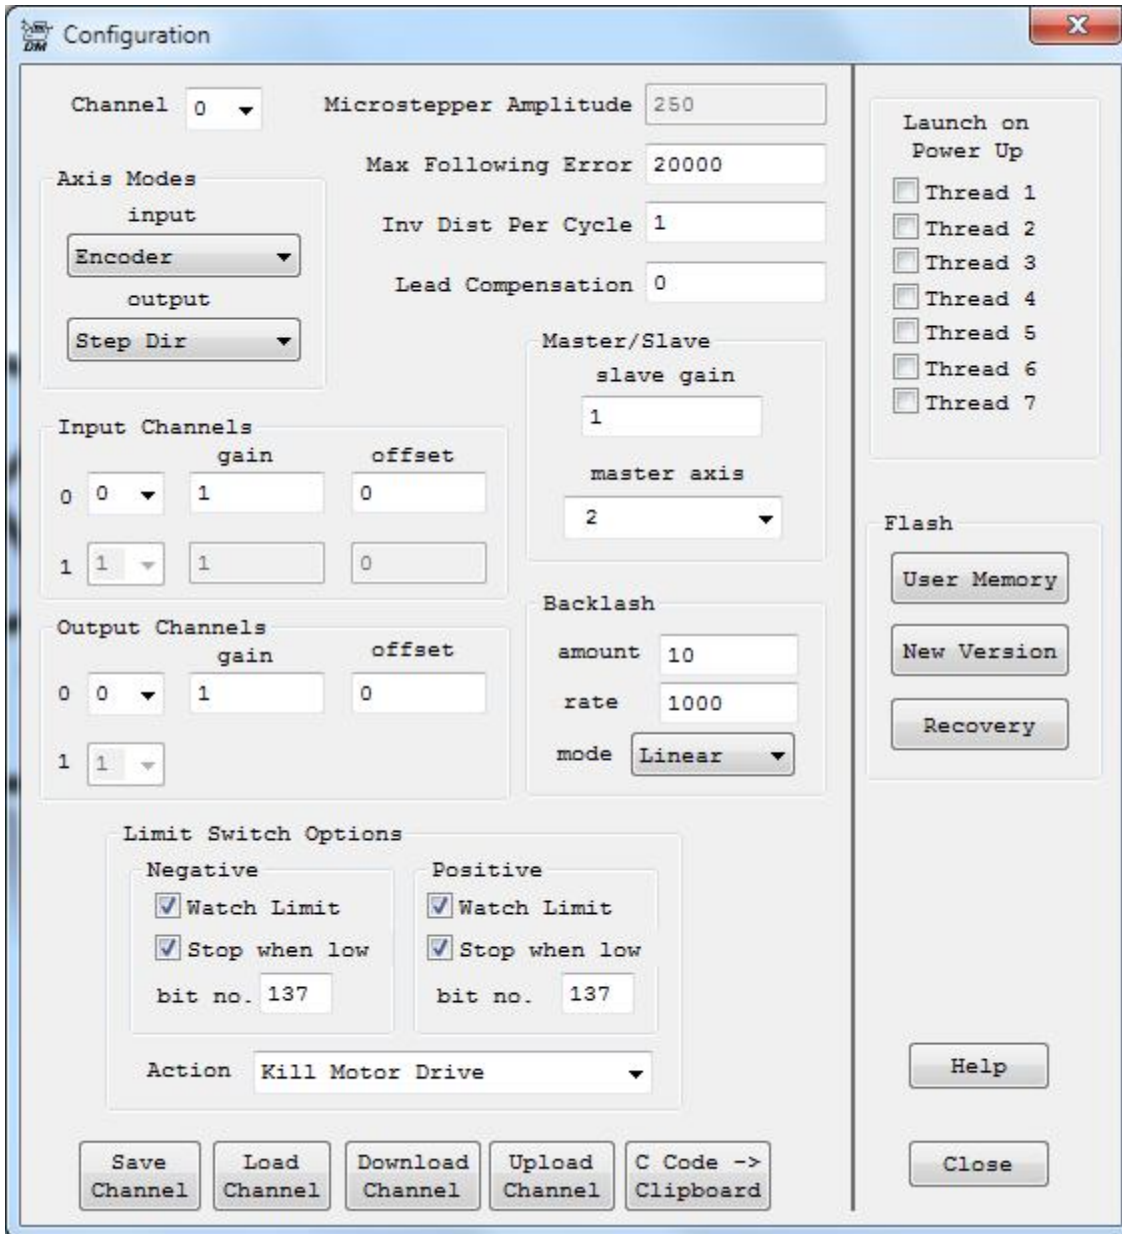 DM Configuration X
Channel 0 Microstepper Amplitude 250
Max Following Error 20000
Inv Dist Per Cycle 1
Lead Compensation 0
Axis Modes
input
Encoder
output
Step Dir
Master/Slave
slave gain
1
master axis
2
Input Channels
gain offset
0 0 1 0
1 1 1 0
Output Channels
gain offset
0 0 1 0
1 1
Backlash
amount 10
rate 1000
mode Linear
Limit Switch Options
Negative
Watch Limit
Stop when low
bit no. 137
Positive
Watch Limit
Stop when low
bit no. 137
Action Kill Motor Drive
Save
Channel
Load
Channel
Download
Channel
Upload
Channel
C Code ->
Clipboard
Launch on
Power Up
Thread 1
Thread 2
Thread 3
Thread 4
Thread 5
Thread 6
Thread 7
Flash
User Memory
New Version
Recovery
Help
Close